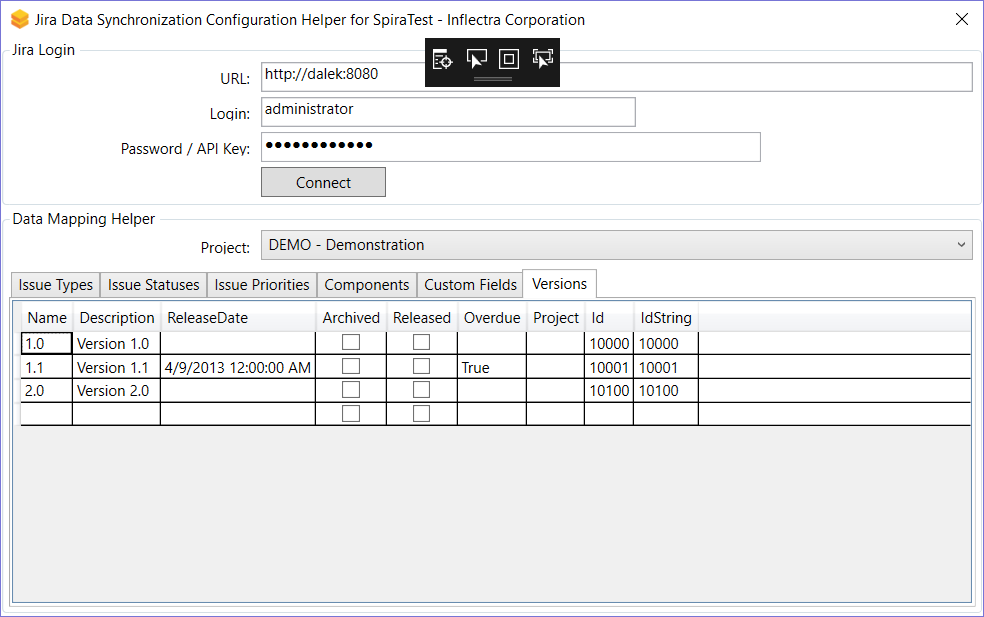 Jira Data Synchronization Configuration Helper for SpiraTest - Inflectra Corporation
Jira Login
URL: http://dalek:8080
Login: administrator
Password / API Key: ●●●●●●●●●●●●
Connect
Data Mapping Helper
Project: DEMO - Demonstration
Issue Types Issue Statuses Issue Priorities Components Custom Fields Versions
Name Description ReleaseDate Archived Released Overdue Project Id IdString
1.0 Version 1.0 10000 10000
1.1 Version 1.1 4/9/2013 12:00:00 AM True 10001 10001
2.0 Version 2.0 10100 10100